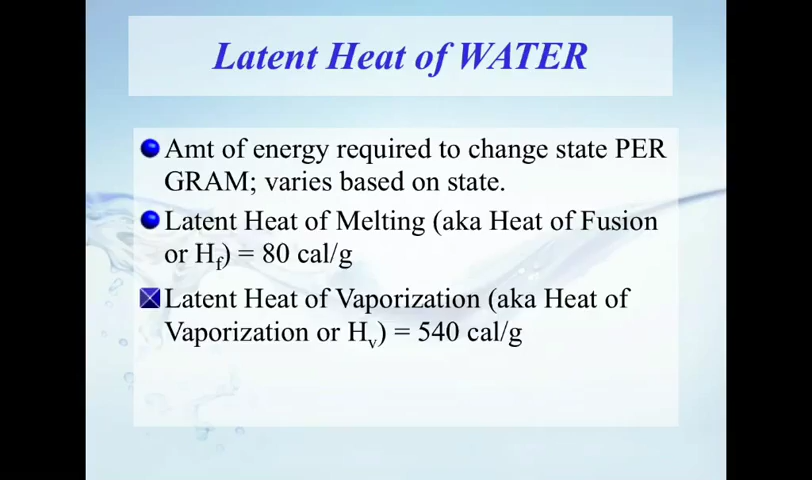 Latent Heat of WATER
Amt of energy required to change state PER
GRAM; varies based on state.
Latent Heat of Melting (aka Heat of Fusion
or Hf) = 80 cal/g
Latent Heat of Vaporization (aka Heat of
Vaporization or Hv) = 540 cal/g